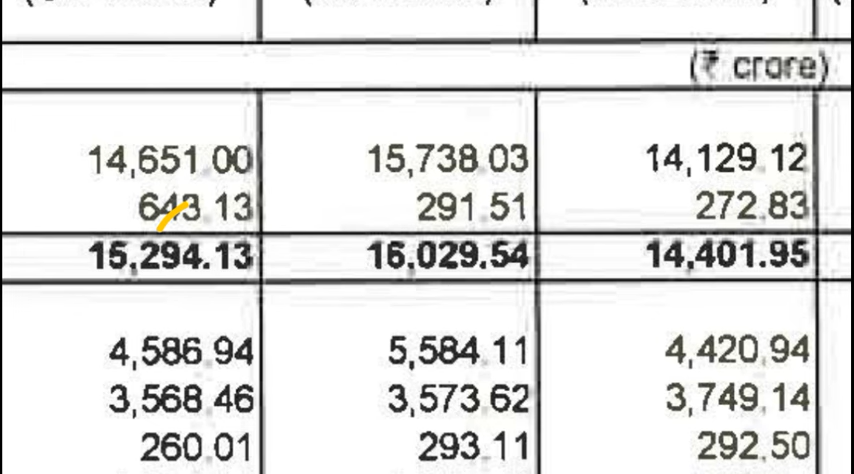 (₹ crore)
14,651.00 15,738.03 14,129.12
643.13 291.51 272.83
15,294.13 16,029.54 14,401.95
4,586.94 5,584.11 4,420.94
3,568.46 3,573.62 3,749.14
260.01 293.11 292.50